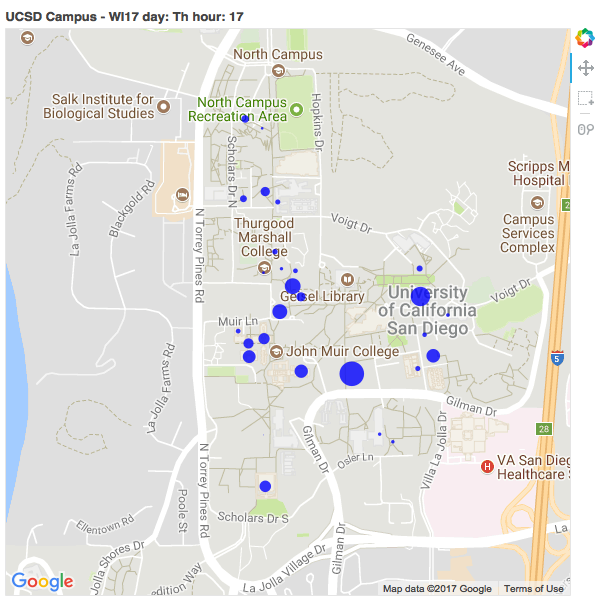 UCSD Campus - WI17 day: Th hour: 17
Genesee Ave
North Campus
Salk Institute for
Biological Studies
North Campus
Recreation Area
Hopkins Dr
Scholars Dr N
Scripps M
Hospital
La Jolla Farms Rd
Blackgold Rd
2
N Torrey Pines Rd
Voigt Dr
Campus
Services
Complex
Thurgood
Marshall
College
Geisel Library
University
of California
San Diego
Voigt Dr
Muir Ln
John Muir College
5
La Jolla Farms Rd
Gilman Dr
28
Gilman Dr
Villa La Jolla Dr
Osler Ln
N Torrey Pines Rd
H
VA San Dieg
Healthcare S
Poole St
Ellentown Rd
Scholars Dr S
La Jolla Shores Dr
Gilman Dr
La
La Jolla Village Dr
edition Way
Google
Map data ©2017 Google
Terms of Use